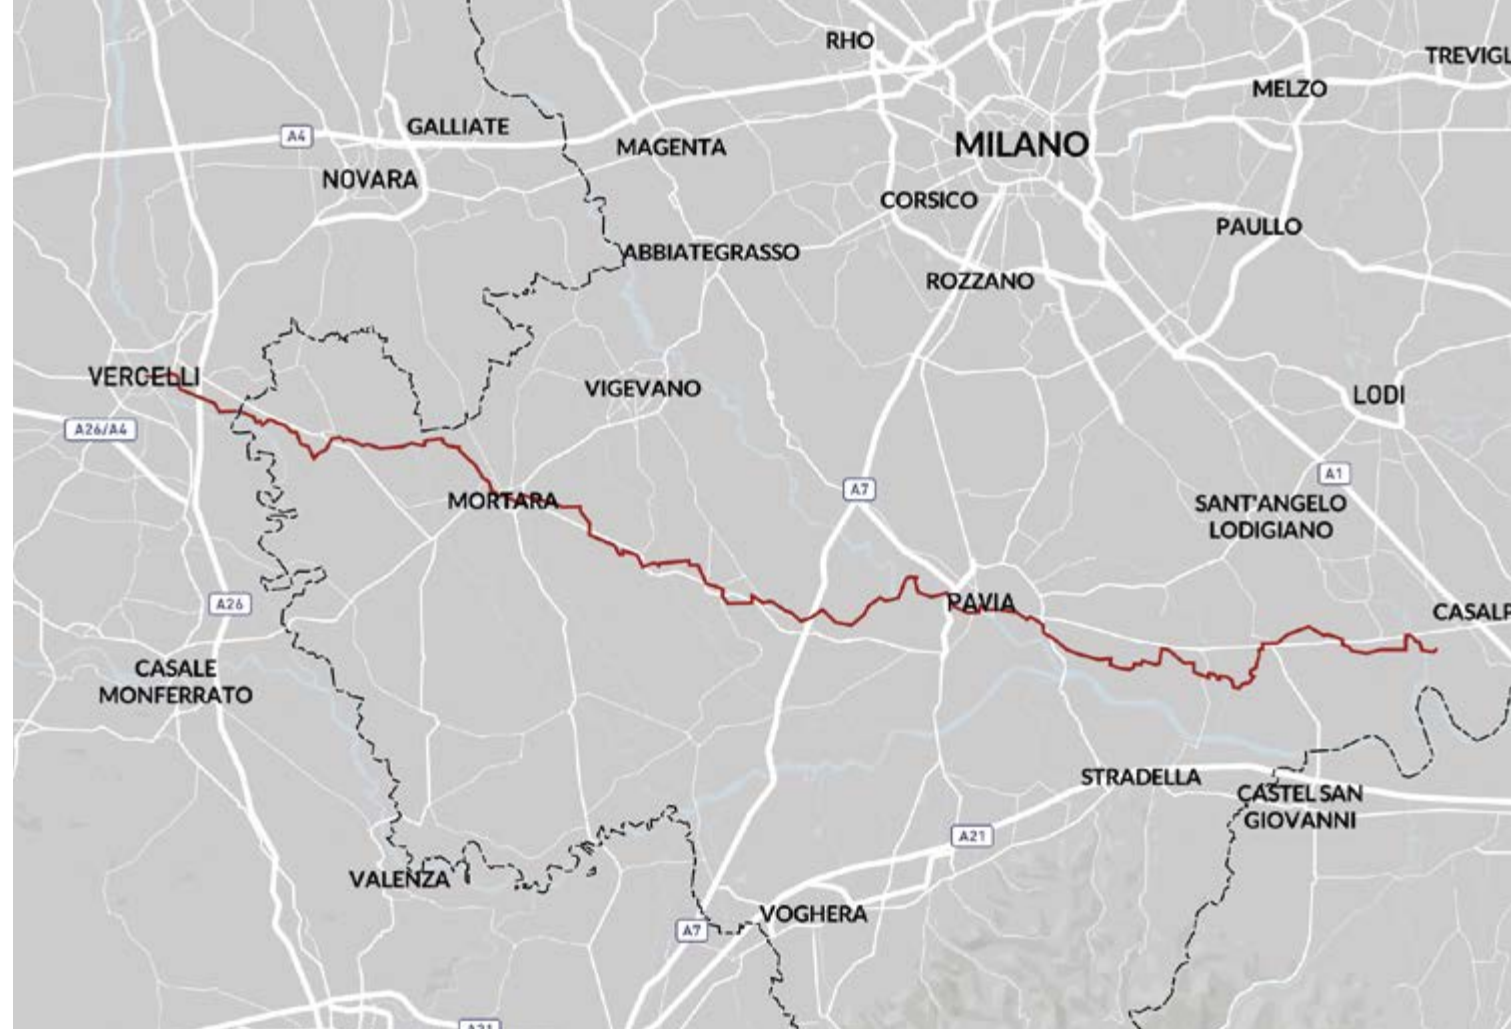 RHO
TREVIGL
MELZO
A4
GALLIATE
MAGENTA
MILANO
NOVARA
CORSICO
PAULLO
ABBIATEGRASSO
ROZZANO
VERCELLI
VIGEVANO
LODI
A26/A4
A1
A7
MORTARA
SANT'ANGELO
LODIGIANO
A26
PAVIA
CASALP
CASALE
MONFERRATO
STRADELLA
CASTEL SAN
GIOVANNI
A21
VALENZA
VOGHERA
A7
A21